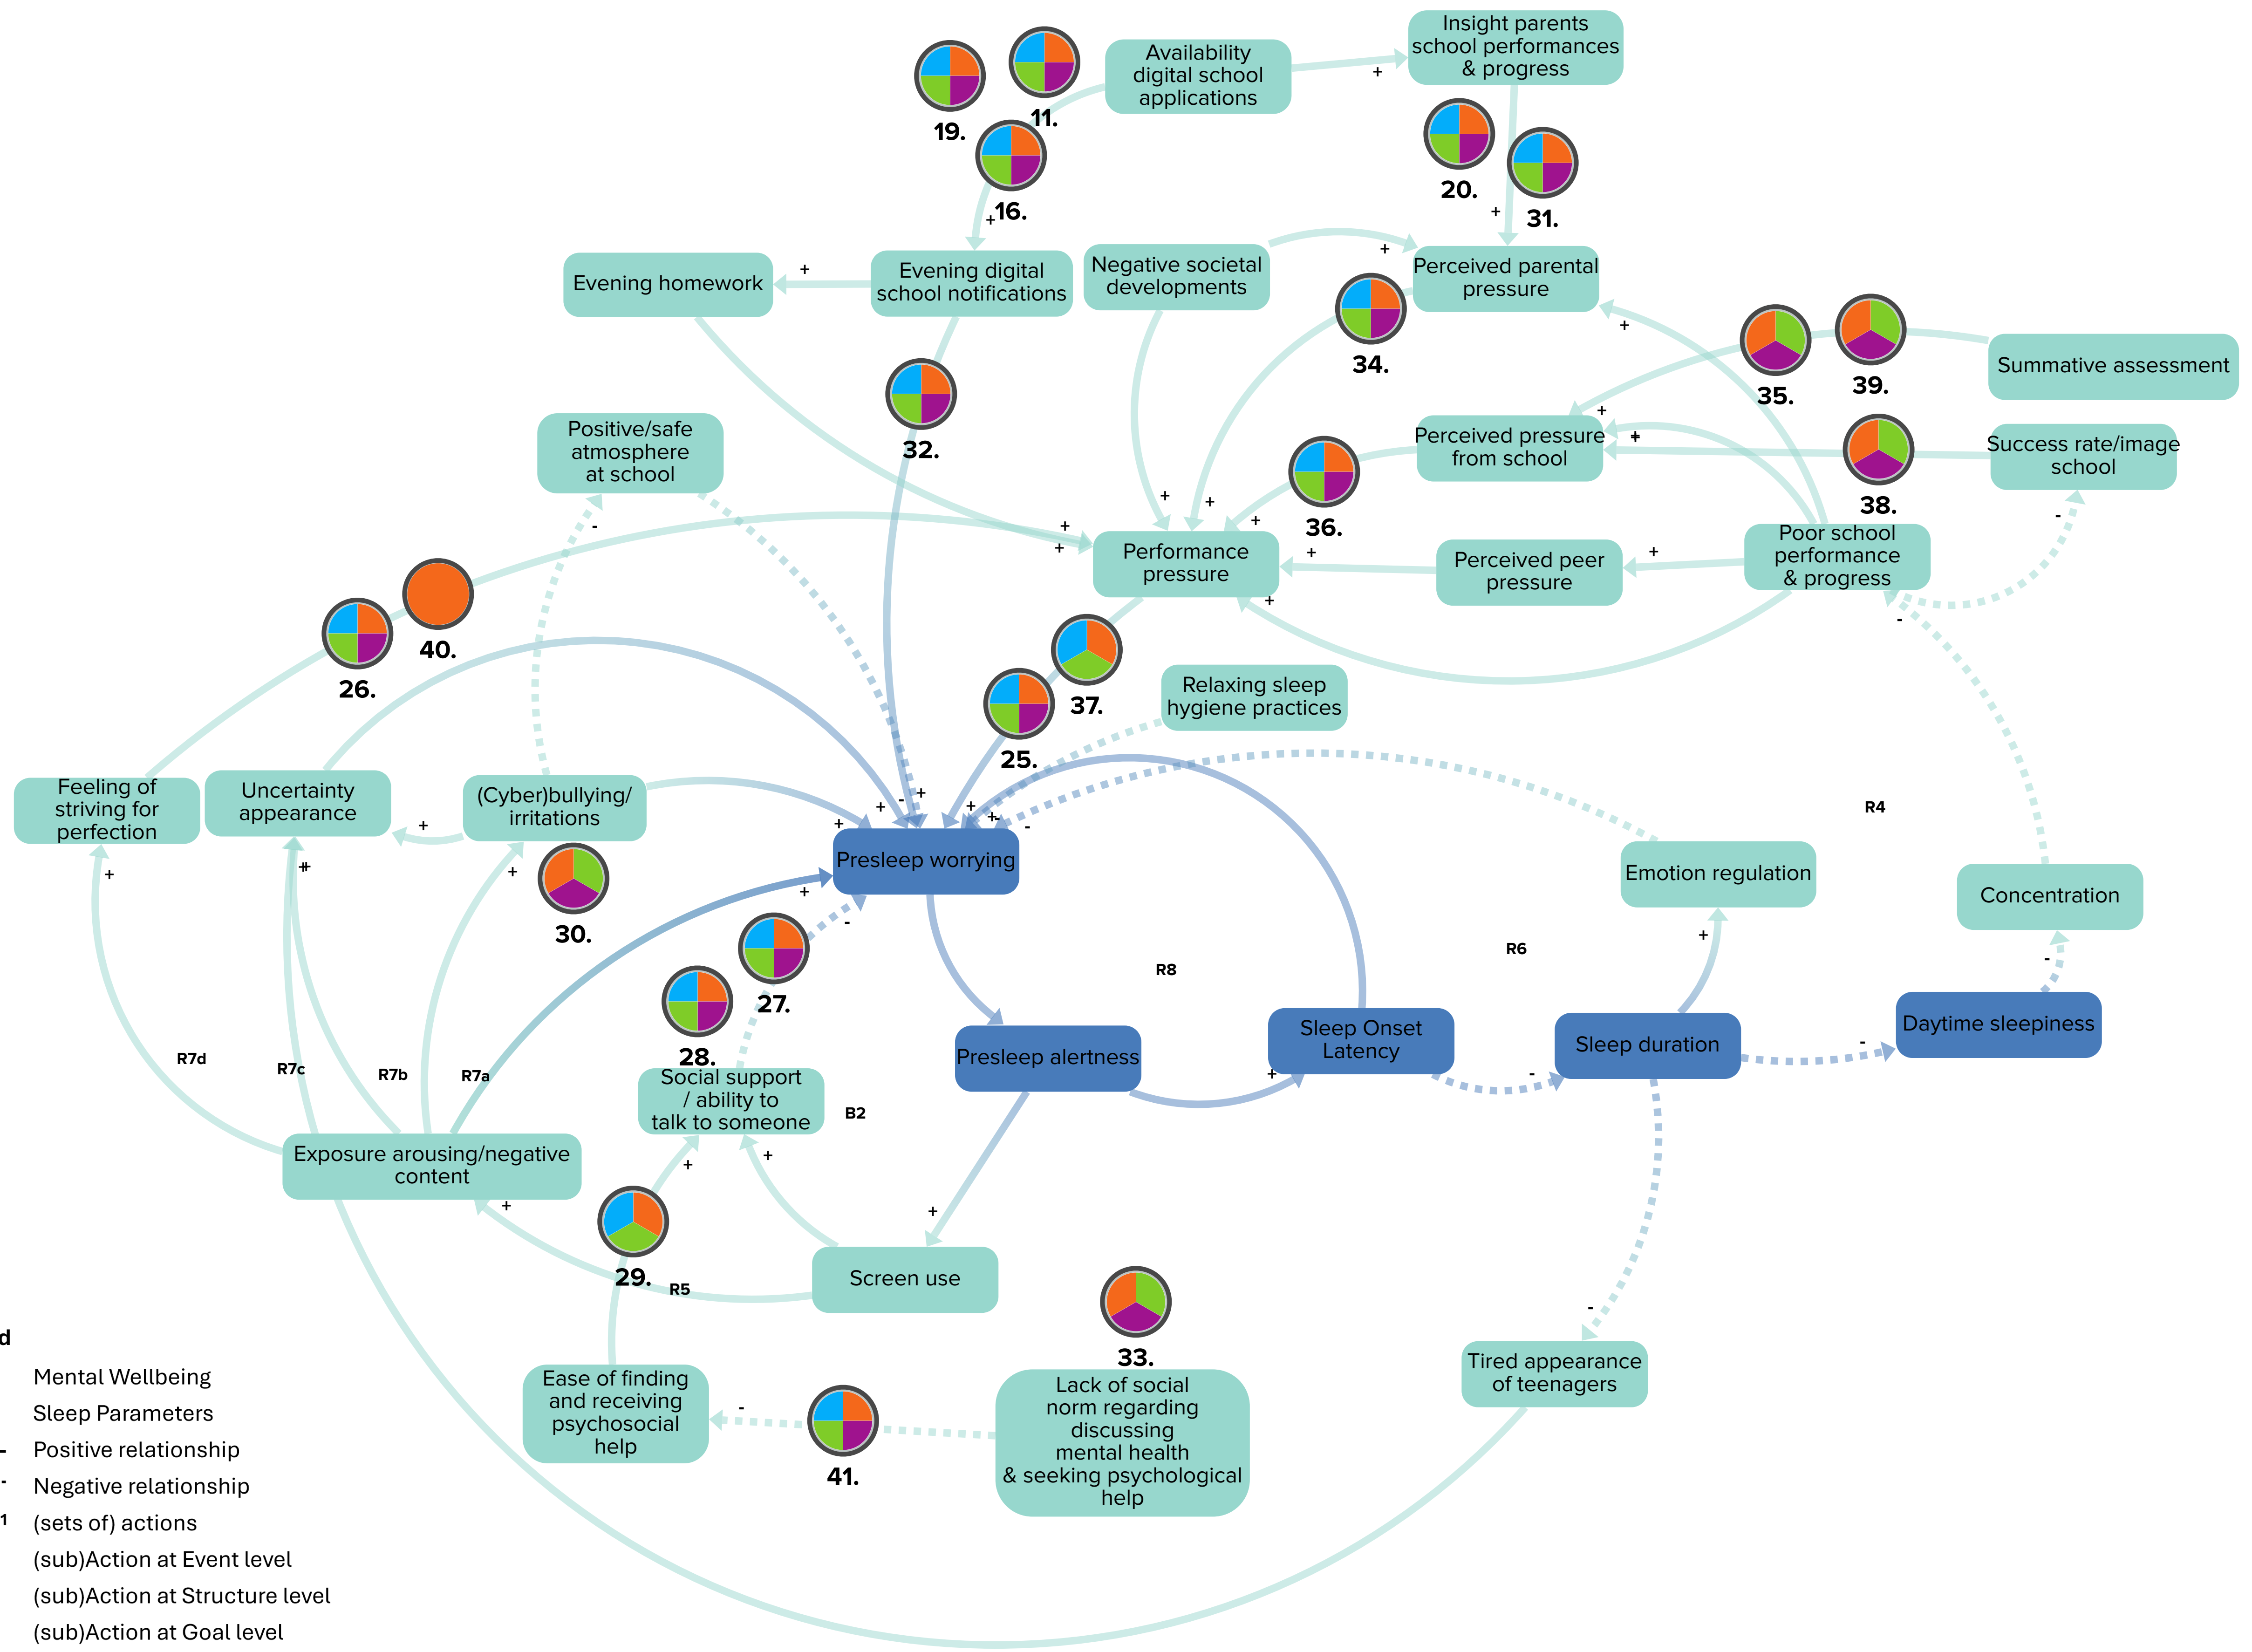 Insight parents
school performances
& progress
Availability
digital school
applications
+
19.
11.
16.
+
20.
31.
+
Evening homework
+
Evening digital
school notifications
Negative societal
developments
+
Perceived parental
pressure
+
34.
35.
39.
Summative assessment
32.
Positive/safe
atmosphere
at school
Perceived pressure
from school
+
+
Success rate/image
school
38.
36.
-
-
+
+
+
+
+
Performance
pressure
+
Perceived peer
pressure
+
Poor school
performance
& progress
+
-
40.
26.
37.
25.
Relaxing sleep
hygiene practices
Feeling of
striving for
perfection
Uncertainty
appearance
(Cyber)bullying/
irritations
+
+
+
-
+
+
+
-
-
R4
Presleep worrying
+
+
+
+
30.
+
-
27.
28.
Emotion regulation
Concentration
+
-
R6
R8
R7d
R7c
R7b
R7a
Social support
/ ability to
talk to someone
B2
Presleep alertness
+
Sleep Onset
Latency
-
Sleep duration
-
Daytime sleepiness
Exposure arousing/negative
content
+
+
+
+
29.
R5
Screen use
33.
-
Tired appearance
of teenagers
Ease of finding
and receiving
psychosocial
help
-
41.
Lack of social
norm regarding
discussing
mental health
& seeking psychological
help
d
Mental Wellbeing
Sleep Parameters
- Positive relationship
- Negative relationship
1 (sets of) actions
(sub)Action at Event level
(sub)Action at Structure level
(sub)Action at Goal level